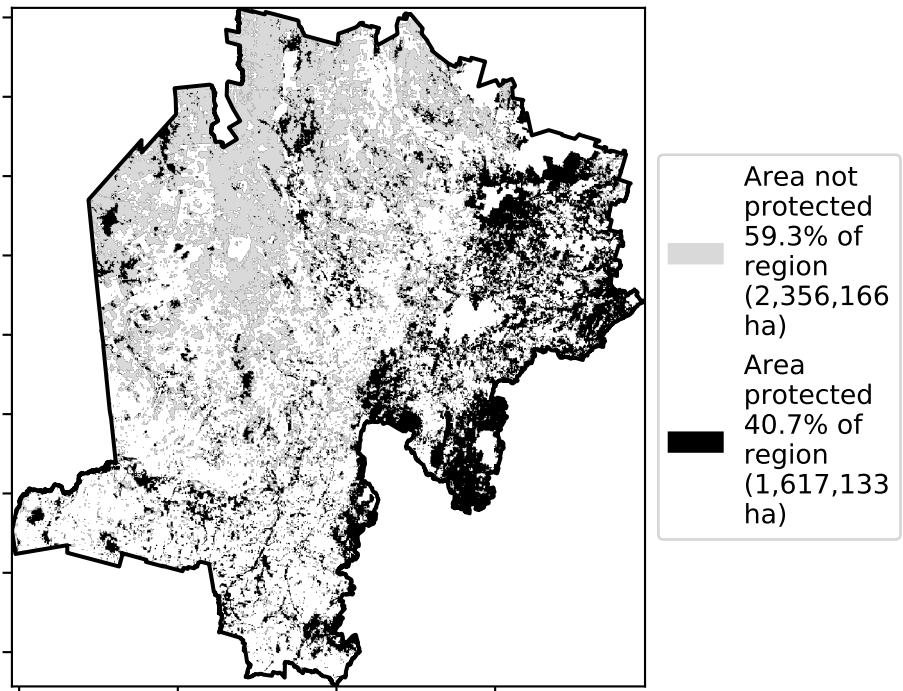 Area not
protected
59.3% of
region
(2,356,166
ha)
Area
protected
40.7% of
region
(1,617,133
ha)